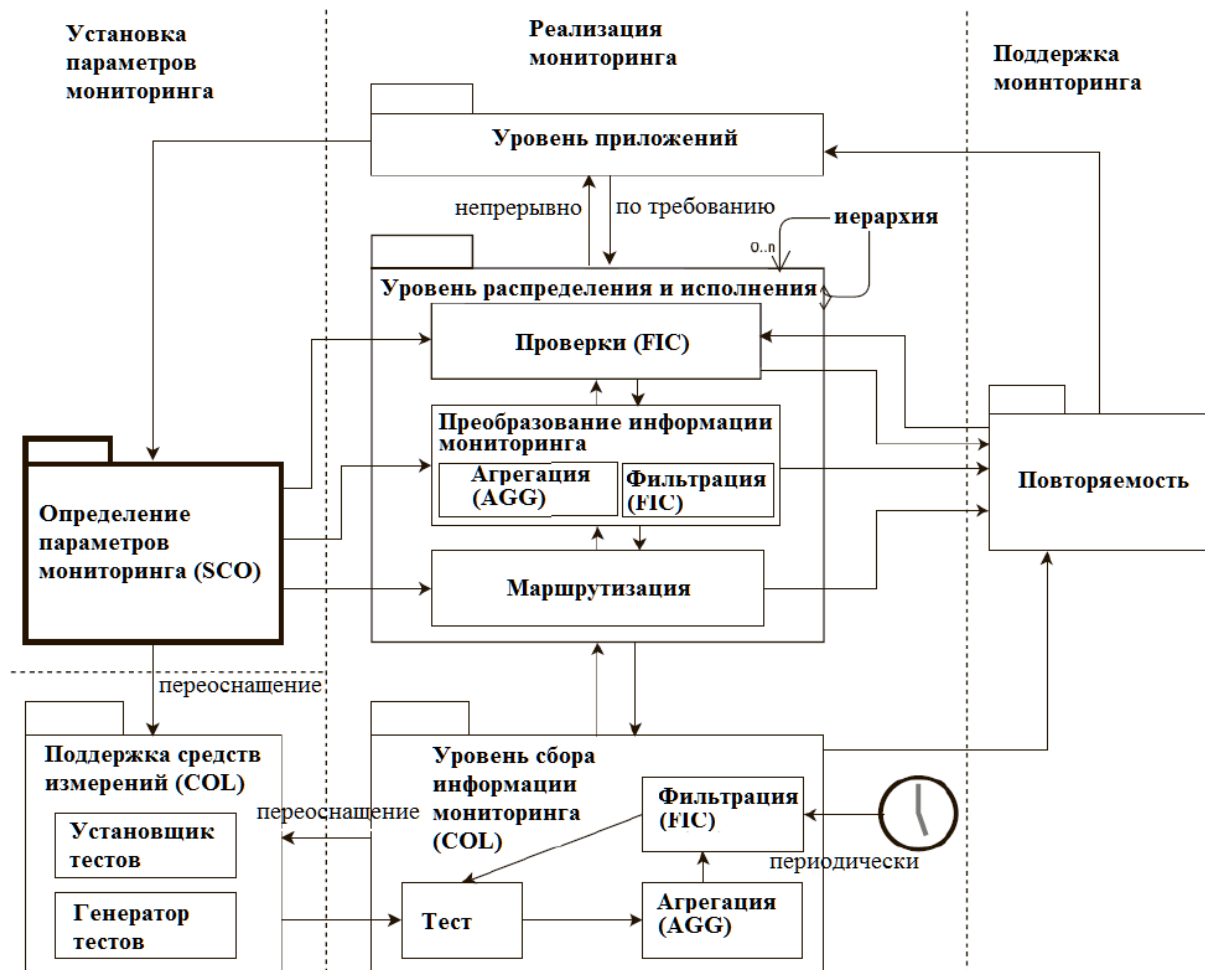 Установка
параметров
мониторинга
Реализация
мониторинга
Поддержка
моинторинга
Уровень приложений
непрерывно
по требованию
иерархия
0..n
Уровень распределения и исполнения
Проверки (FIC)
Преобразование информации
мониторинга
Агрегация
(AGG)
Фильтрация
(FIC)
Маршрутизация
Определение
параметров
мониторинга (SCO)
Повторяемость
переоснащение
Поддержка средств
измерений (COL)
Установщик
тестов
Генератор
тестов
переоснащение
Уровень сбора
информации
мониторинга
(COL)
Фильтрация
(FIC)
периодически
Тест
Агрегация
(AGG)